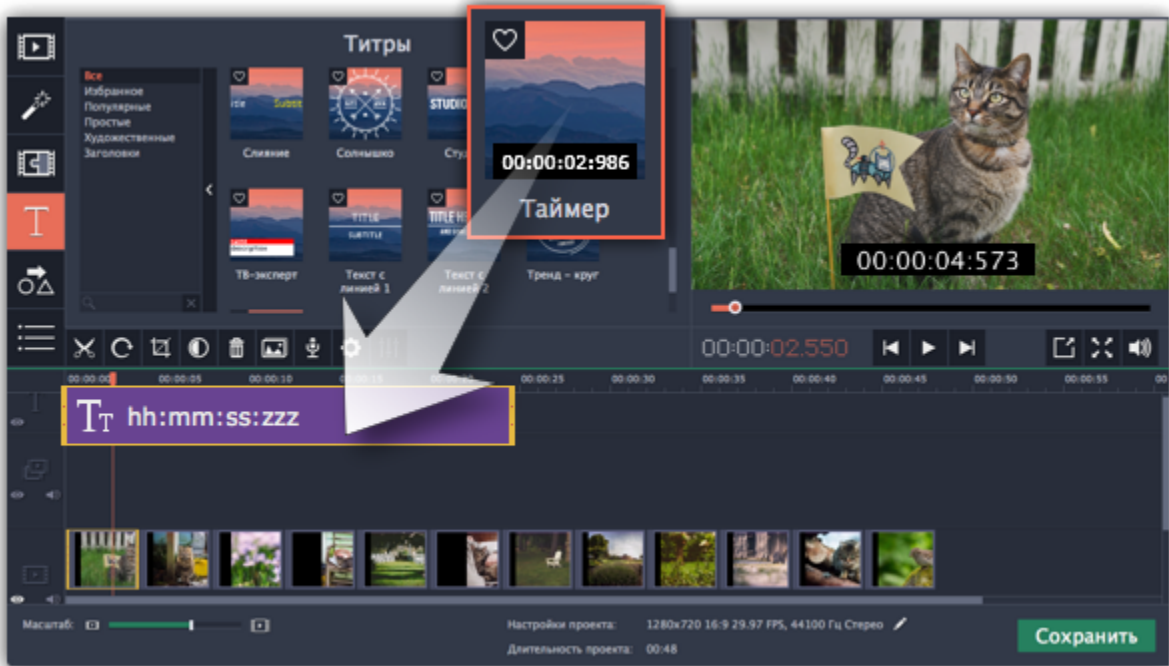 Титры
Все
Избранное
Популярные
Простые
Художественные
Заголовки
Слияние
Солнышко
STUDIO
TITLE
SUBTITLE
ТВ-эксперт
Текст с
линией 1
Текст с
линией 2
Тренд – круг
00:00:02:986
Таймер
00:00:04:573
00:00:02.550
00:00:00
00:00:05
00:00:10
00:00:25
00:00:30
00:00:35
00:00:40
00:00:45
00:00:50
00:00:55
T
Tт hh:mm:ss:zzz
Масштаб:
Настройки проекта: 1280x720 16:9 29.97 FPS, 44100 Гц Стерео
Длительность проекта: 00:48
Сохранить